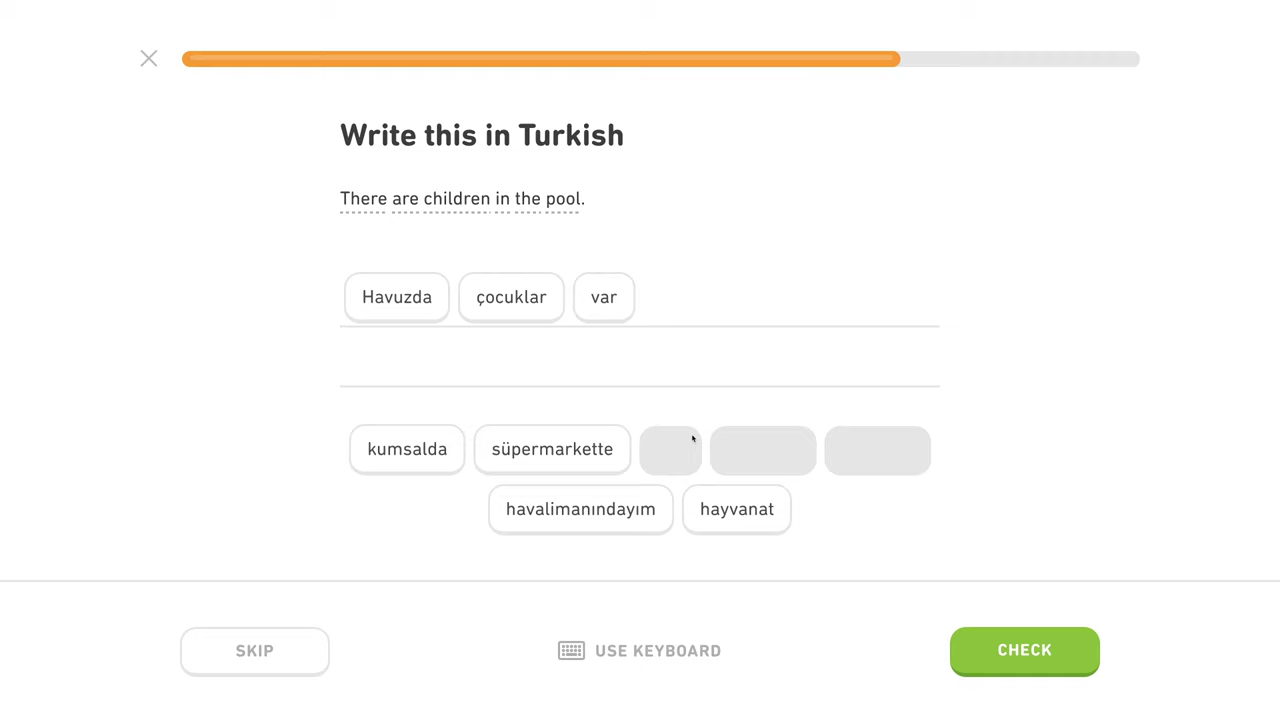 Write this in Turkish
There are children in the pool.
Havuzda çocuklar var
kumsalda süpermarkette
havalimanındayım hayvanat
SKIP USE KEYBOARD CHECK